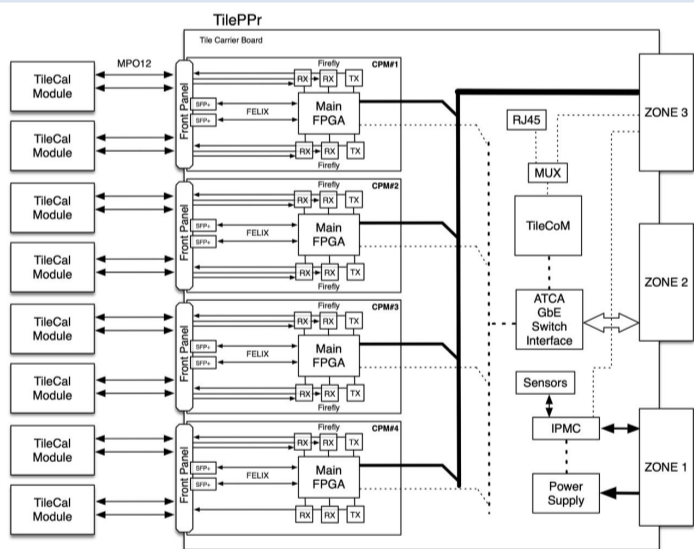 TilePPr
Tile Carrier Board
MPO12
TileCal
Module
TileCal
Module
Front Panel
Firefly
CPM#1
RX
RX
TX
SFP+
SFP+
FELIX
Main
FPGA
RX
RX
TX
Firefly
TileCal
Module
TileCal
Module
Front Panel
Firefly
CPM#2
RX
RX
TX
SFP+
SFP+
FELIX
Main
FPGA
RX
RX
TX
Firefly
TileCal
Module
TileCal
Module
Front Panel
Firefly
CPM#3
RX
RX
TX
SFP+
SFP+
FELIX
Main
FPGA
RX
RX
TX
Firefly
TileCal
Module
TileCal
Module
Front Panel
Firefly
CPM#4
RX
RX
TX
SFP+
SFP+
FELIX
Main
FPGA
RX
RX
TX
RJ45
MUX
TileCoM
ATCA
GbE
Switch
Interface
Sensors
IPMC
Power
Supply
ZONE 3
ZONE 2
ZONE 1